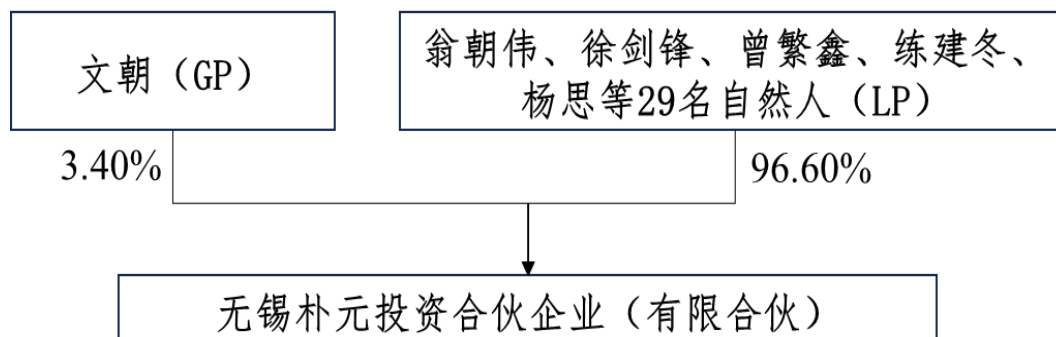 文朝（GP）
翁朝伟、徐剑锋、曾繁鑫、练建冬、
杨思等29名自然人（LP）
3.40%
96.60%
无锡朴元投资合伙企业（有限合伙）